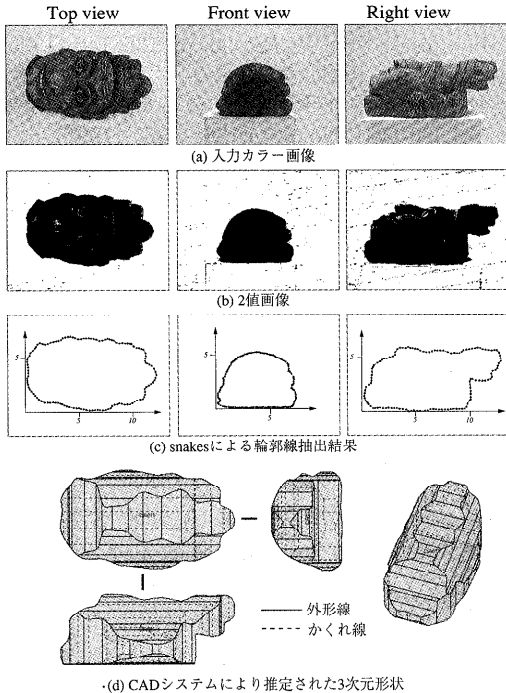 Top view Front view Right view
(a) 入力カラー画像
(b) 2値画像
5 5 10
5
5 5 10
(c) snakesによる輪郭線抽出結果
外形線
かくれ線
(d) CADシステムにより推定された3次元形状